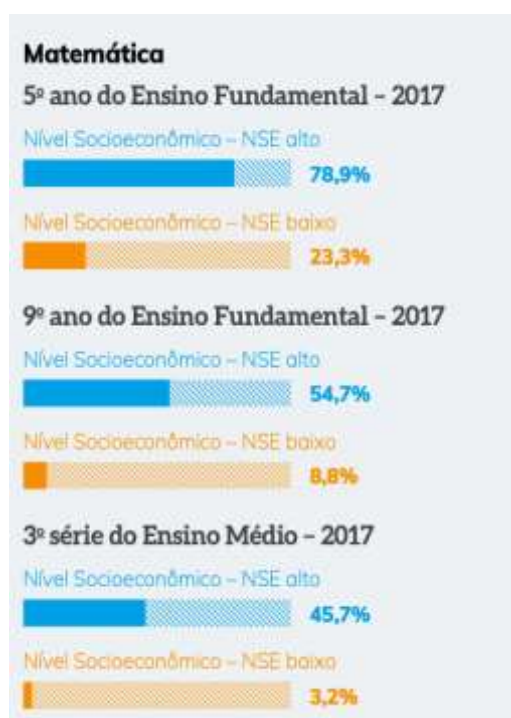 Matemática
5º ano do Ensino Fundamental – 2017
Nível Socioeconômico – NSE alto
78,9%
Nível Socioeconômico – NSE baixo
23,3%
9º ano do Ensino Fundamental – 2017
Nível Socioeconômico – NSE alto
54,7%
Nível Socioeconômico – NSE baixo
8,8%
3ª série do Ensino Médio – 2017
Nível Socioeconômico – NSE alto
45,7%
Nível Socioeconômico – NSE baixo
3,2%